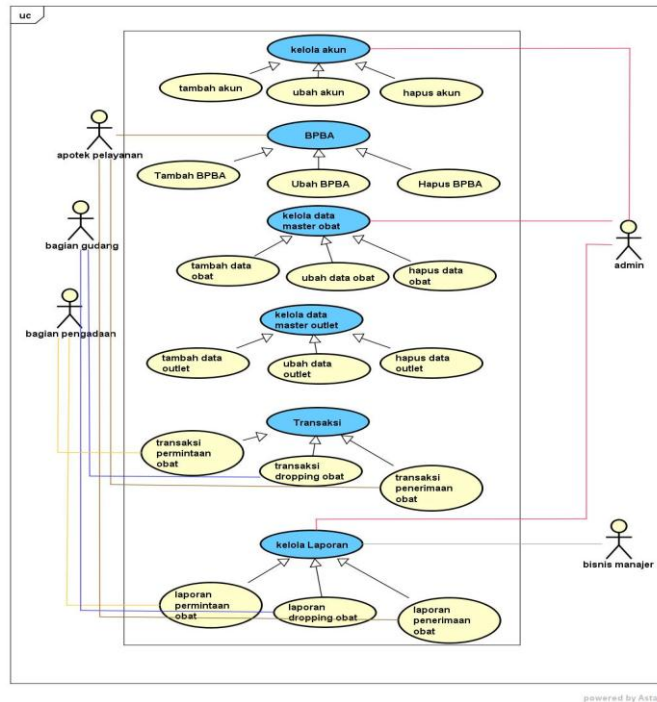 uc
kelola akun
tambah akun
ubah akun
hapus akun
BPBA
apotek pelayanan
Tambah BPBA
Ubah BPBA
Hapus BPBA
kelola data
master obat
bagian gudang
admin
tambah data
obat
ubah data obat
hapus data
obat
kelola data
master outlet
bagian pengadaan
tambah data
outlet
ubah data
outlet
hapus data
outlet
Transaksi
transaksi
permintaan
obat
transaksi
dropping obat
transaksi
penerimaan
obat
kelola Laporan
bisnis manajer
laporan
permintaan
obat
laporan
dropping obat
laporan
penerimaan
obat
powered by Asta